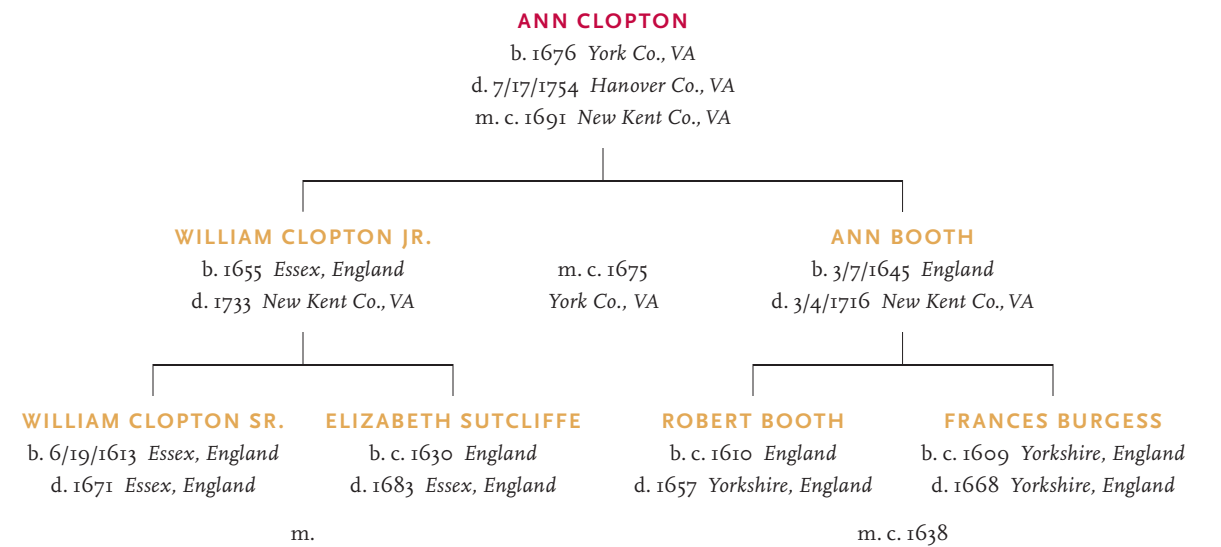 ANN CLOPTON
b. 1676 York Co., VA
d. 7/17/1754 Hanover Co., VA
m. c. 1691 New Kent Co., VA
WILLIAM CLOPTON JR.
b. 1655 Essex, England
d. 1733 New Kent Co., VA
m. c. 1675
York Co., VA
ANN BOOTH
b. 3/7/1645 England
d. 3/4/1716 New Kent Co., VA
WILLIAM CLOPTON SR.
b. 6/19/1613 Essex, England
d. 1671 Essex, England
ELIZABETH SUTCLIFFE
b. c. 1630 England
d. 1683 Essex, England
m.
ROBERT BOOTH
b. c. 1610 England
d. 1657 Yorkshire, England
FRANCES BURGESS
b. c. 1609 Yorkshire, England
d. 1668 Yorkshire, England
m. c. 1638